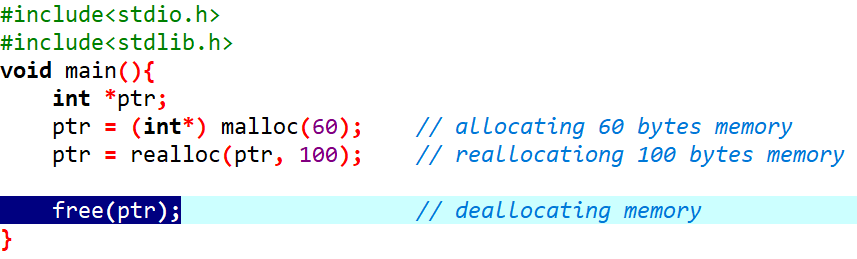 #include<stdio.h>
#include<stdlib.h>
void main(){
    int *ptr;
    ptr = (int*) malloc(60);    // allocating 60 bytes memory
    ptr = realloc(ptr, 100);    // reallocationg 100 bytes memory
    free(ptr);                  // deallocating memory
}